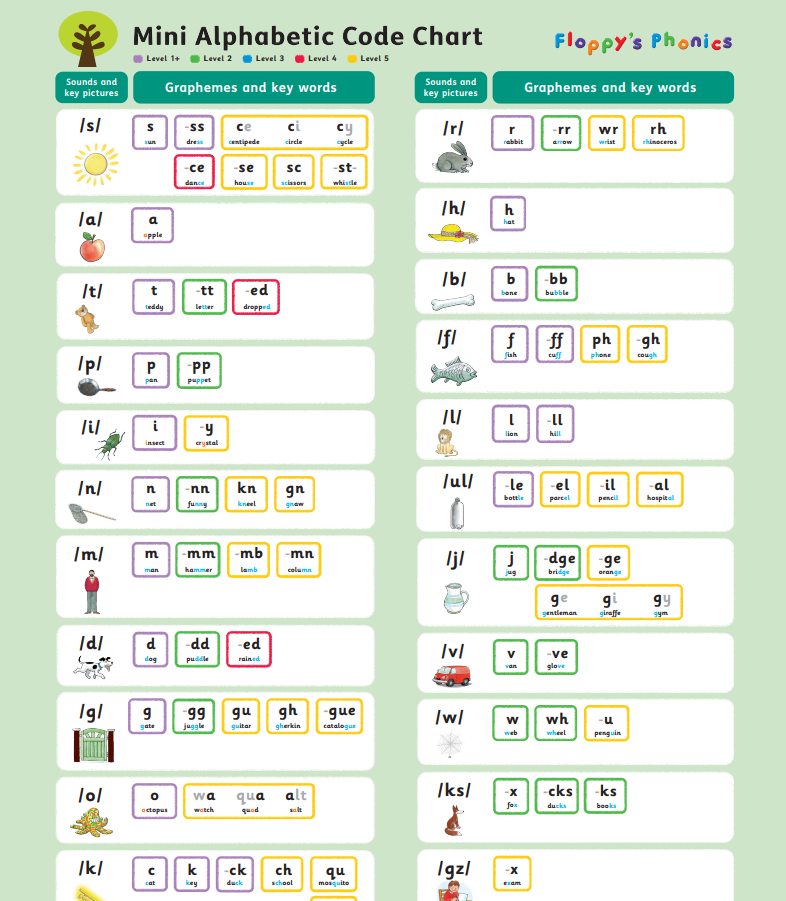 Mini Alphabetic Code Chart
Floppy's Phonics
Level 1+ Level 2 Level 3 Level 4 Level 5
Sounds and key pictures
Graphemes and key words
/s/
s -ss ce ci cy
sun dress centipede circle cycle
-ce -se sc -st-
dance house scissors whistle
/a/
a
apple
/t/
t -tt -ed
teddy letter dropped
/p/
p -pp
pan puppet
/i/
i -y
insect crystal
/n/
n -nn kn gn
net funny kneel gnaw
/m/
m -mm -mb -mn
man hammer lamb column
/d/
d -dd -ed
dog puddle rained
/g/
g -gg gu gh -gue
gate juggle guitar gherkin catalogue
/o/
o wa qua alt
octopus watch quad salt
/k/
c k -ck ch qu
cat key duck school mosquito
Sounds and key pictures
Graphemes and key words
/r/
r -rr wr rh
rabbit arrow wrist rhinoceros
/h/
h
hat
/b/
b -bb
bone bubble
/f/
f -ff ph -gh
fish cuff phone cough
/l/
l -ll
lion hill
/ul/
-le -el -il -al
bottle parcel pencil hospital
/j/
j -dge -ge
jug bridge orange
ge gi gy
gentleman giraffe gym
/v/
v -ve
van glove
/w/
w wh -u
web wheel penguin
/ks/
-x -cks -ks
fox ducks books
/gz/
-x
exam